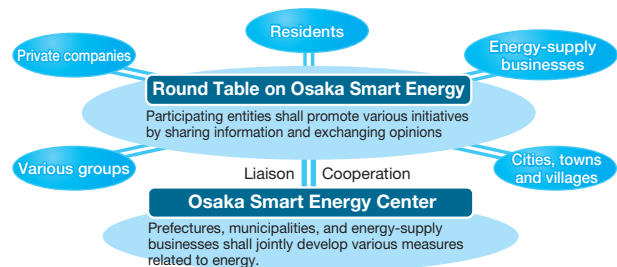 Residents
Private companies
Energy-supply
businesses
Round Table on Osaka Smart Energy
Participating entities shall promote various initiatives
by sharing information and exchanging opinions
Various groups
Liaison
Cooperation
Cities, towns
and villages
Osaka Smart Energy Center
Prefectures, municipalities, and energy-supply
businesses shall jointly develop various measures
related to energy.